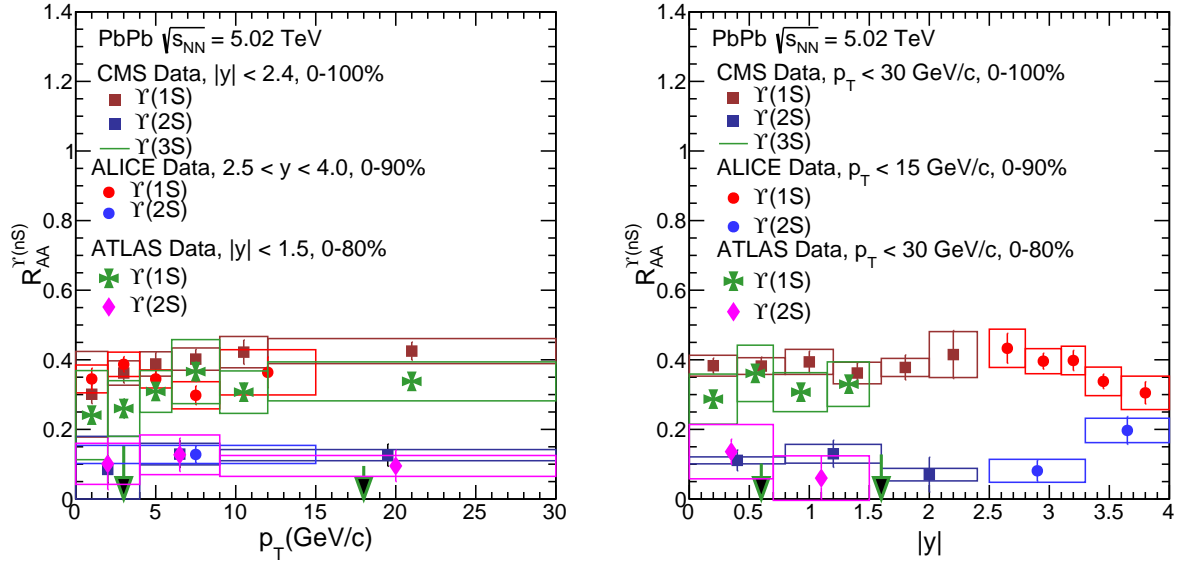 PbPb √s_NN = 5.02 TeV
CMS Data, |y| < 2.4, 0-100%
ϒ(1S)
ϒ(2S)
ϒ(3S)
ALICE Data, 2.5 < y < 4.0, 0-90%
ϒ(1S)
ϒ(2S)
ATLAS Data, |y| < 1.5, 0-80%
ϒ(1S)
ϒ(2S)
R_AA^ϒ(nS)
1.4
1.2
1
0.8
0.6
0.4
0.2
0
0 5 10 15 20 25 30
p_T(GeV/c)
PbPb √s_NN = 5.02 TeV
CMS Data, p_T < 30 GeV/c, 0-100%
ϒ(1S)
ϒ(2S)
ϒ(3S)
ALICE Data, p_T < 15 GeV/c, 0-90%
ϒ(1S)
ϒ(2S)
ATLAS Data, p_T < 30 GeV/c, 0-80%
ϒ(1S)
ϒ(2S)
R_AA^ϒ(nS)
1.4
1.2
1
0.8
0.6
0.4
0.2
0
0 0.5 1 1.5 2 2.5 3 3.5 4
|y|